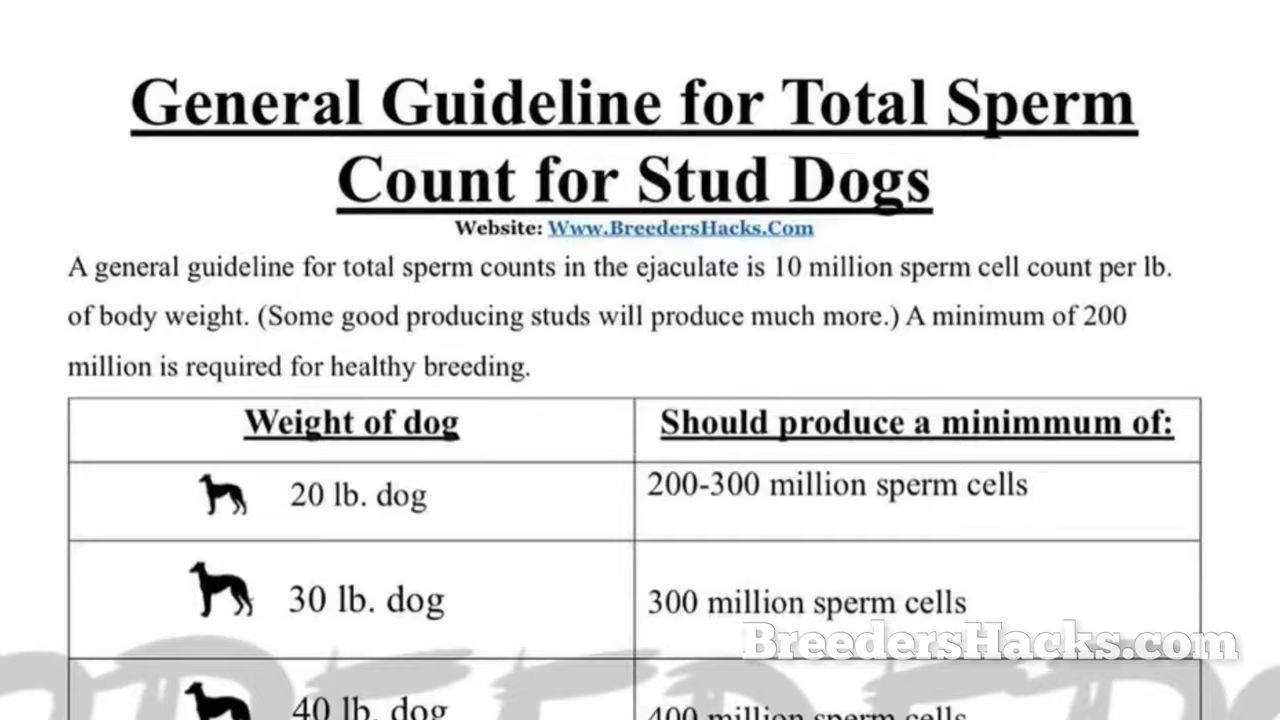 General Guideline for Total Sperm
Count for Stud Dogs
Website: Www.BreedersHacks.Com
A general guideline for total sperm counts in the ejaculate is 10 million sperm cell count per lb.
of body weight. (Some good producing studs will produce much more.) A minimum of 200
million is required for healthy breeding.
Weight of dog
Should produce a minimmum of:
20 lb. dog
200-300 million sperm cells
30 lb. dog
300 million sperm cells
BreedersHacks.com
40 lb. dog
400 million sperm cells